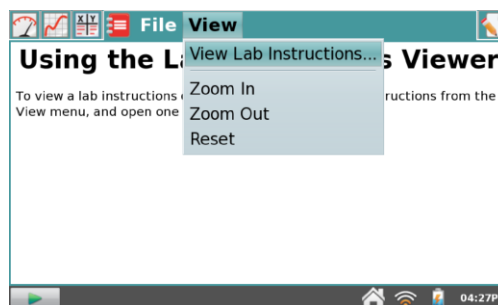 File View
Using the L s Viewer
View Lab Instructions...
To view a lab instructions ructions from the
Zoom In
View menu, and open one
Zoom Out
Reset
04:27P